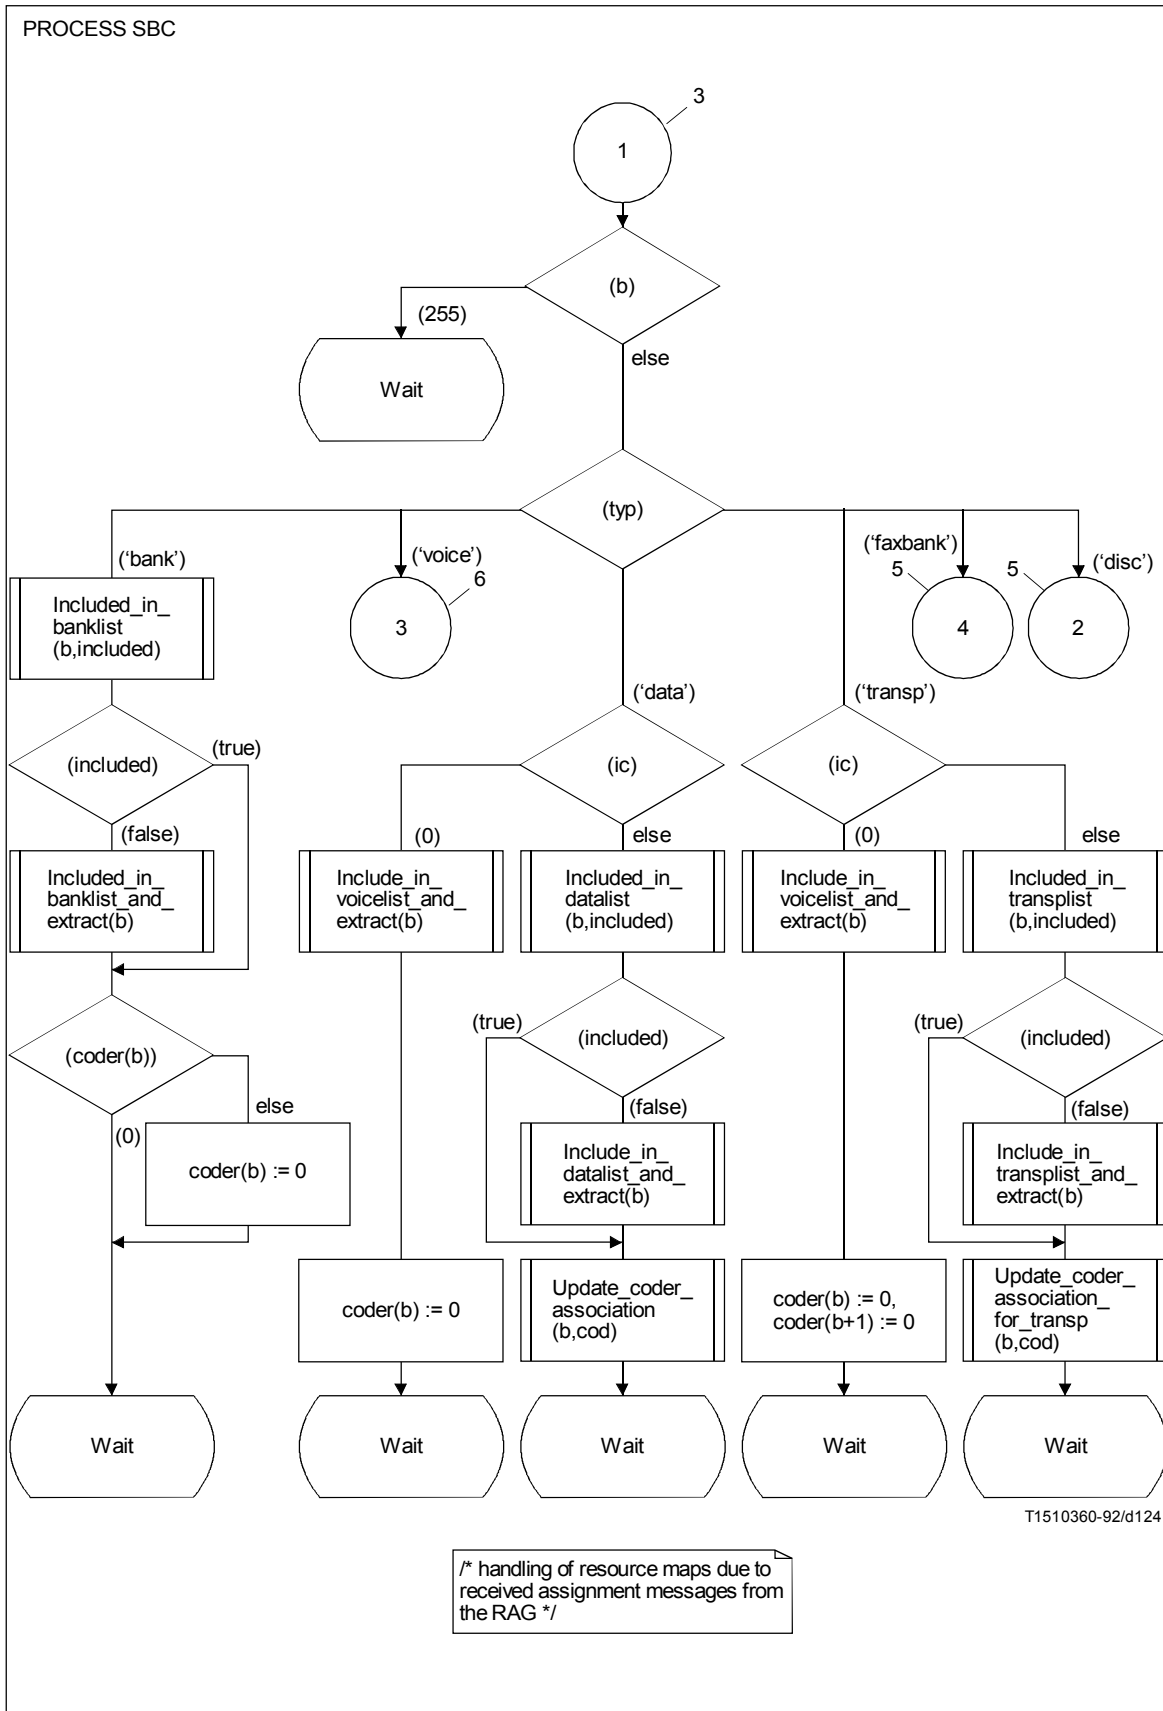 PROCESS SBC
3
1
(b)
(255)
Wait
else
(typ)
(‘bank’)
(‘voice’)
(‘faxbank’)
(‘disc’)
6
5
5
3
4
2
Included_in_
banklist
(b,included)
(‘data’)
(‘transp’)
(included)
(true)
(ic)
(ic)
(false)
(0)
else
(0)
else
Included_in_
banklist_and_
extract(b)
Include_in_
voicelist_and_
extract(b)
Included_in_
datalist
(b,included)
Include_in_
voicelist_and_
extract(b)
Included_in_
transplist
(b,included)
(coder(b))
(true)
(included)
(true)
(included)
else
(0)
(false)
(false)
coder(b) := 0
Include_in_
datalist_and_
extract(b)
Include_in_
transplist_and_
extract(b)
coder(b) := 0
Update_coder_
association
(b,cod)
coder(b) := 0,
coder(b+1) := 0
Update_coder_
association_
for_transp
(b,cod)
Wait
Wait
Wait
Wait
Wait
T1510360-92/d124
/* handling of resource maps due to
received assignment messages from
the RAG */